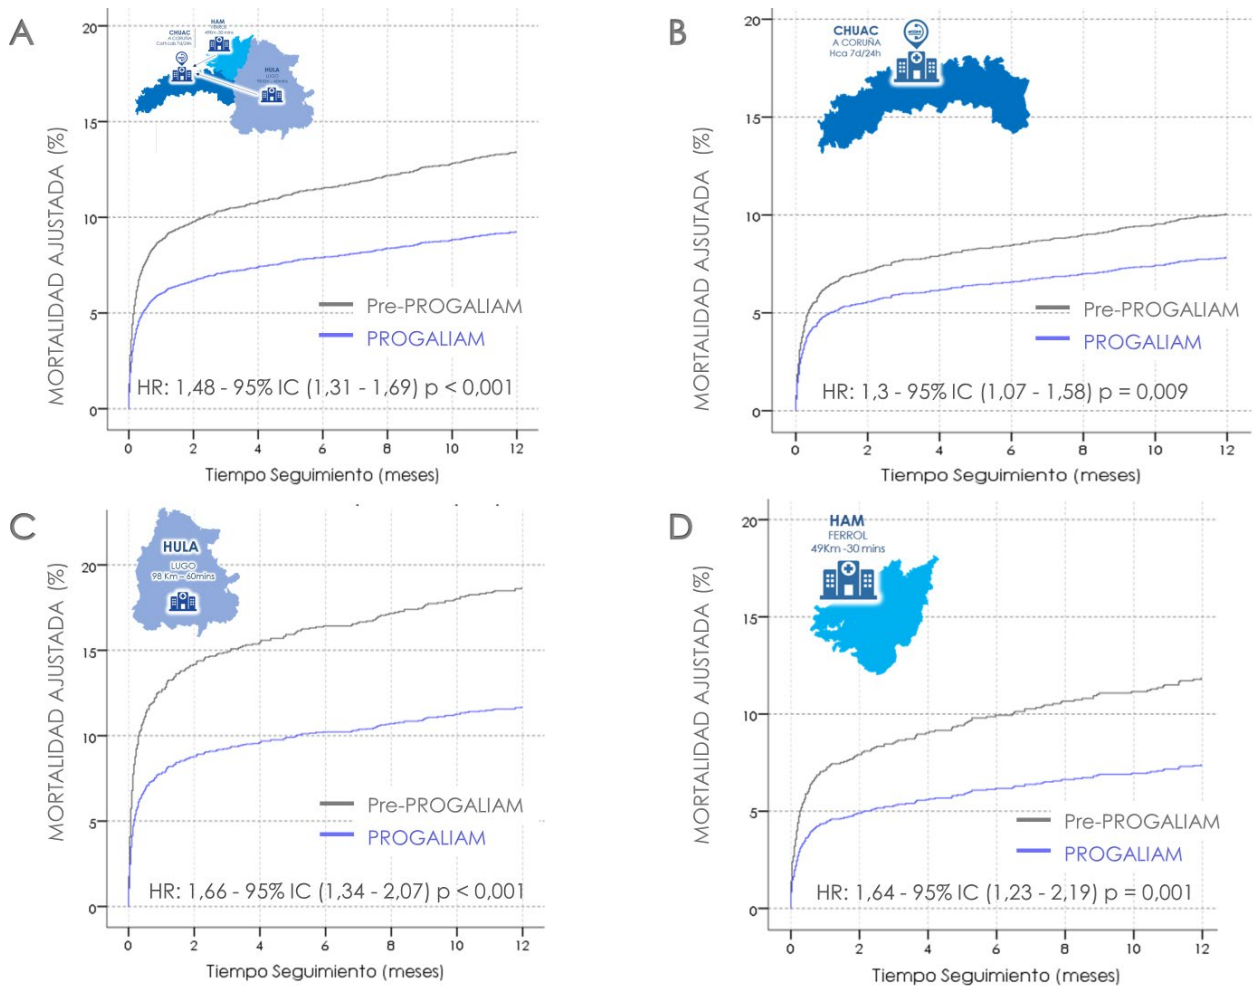 A
HAM
FERROL
49Km-30 mins
CHUAC
A CORUÑA
HULA
LUGO
MORTALIDAD AJUSTADA (%)
20
15
10
5
0
Pre-PROGALIAM
PROGALIAM
HR: 1,48 - 95% IC (1,31 - 1,69) p < 0,001
0 2 4 6 8 10 12
Tiempo Seguimiento (meses)
B
CHUAC
A CORUÑA
Hca 7d/24h
MORTALIDAD AJSUTADA (%)
20
15
10
5
0
Pre-PROGALIAM
PROGALIAM
HR: 1,3 - 95% IC (1,07 - 1,58) p = 0,009
0 2 4 6 8 10 12
Tiempo Seguimiento (meses)
C
HULA
LUGO
98 Km – 60mins
MORTALIDAD AJUSTADA (%)
20
15
10
5
0
Pre-PROGALIAM
PROGALIAM
HR: 1,66 - 95% IC (1,34 - 2,07) p < 0,001
0 2 4 6 8 10 12
Tiempo Seguimiento (meses)
D
HAM
FERROL
49Km -30 mins
MORTALIDAD AJUSTADA (%)
20
15
10
5
0
Pre-PROGALIAM
PROGALIAM
HR: 1,64 - 95% IC (1,23 - 2,19) p = 0,001
0 2 4 6 8 10 12
Tiempo Seguimiento (meses)